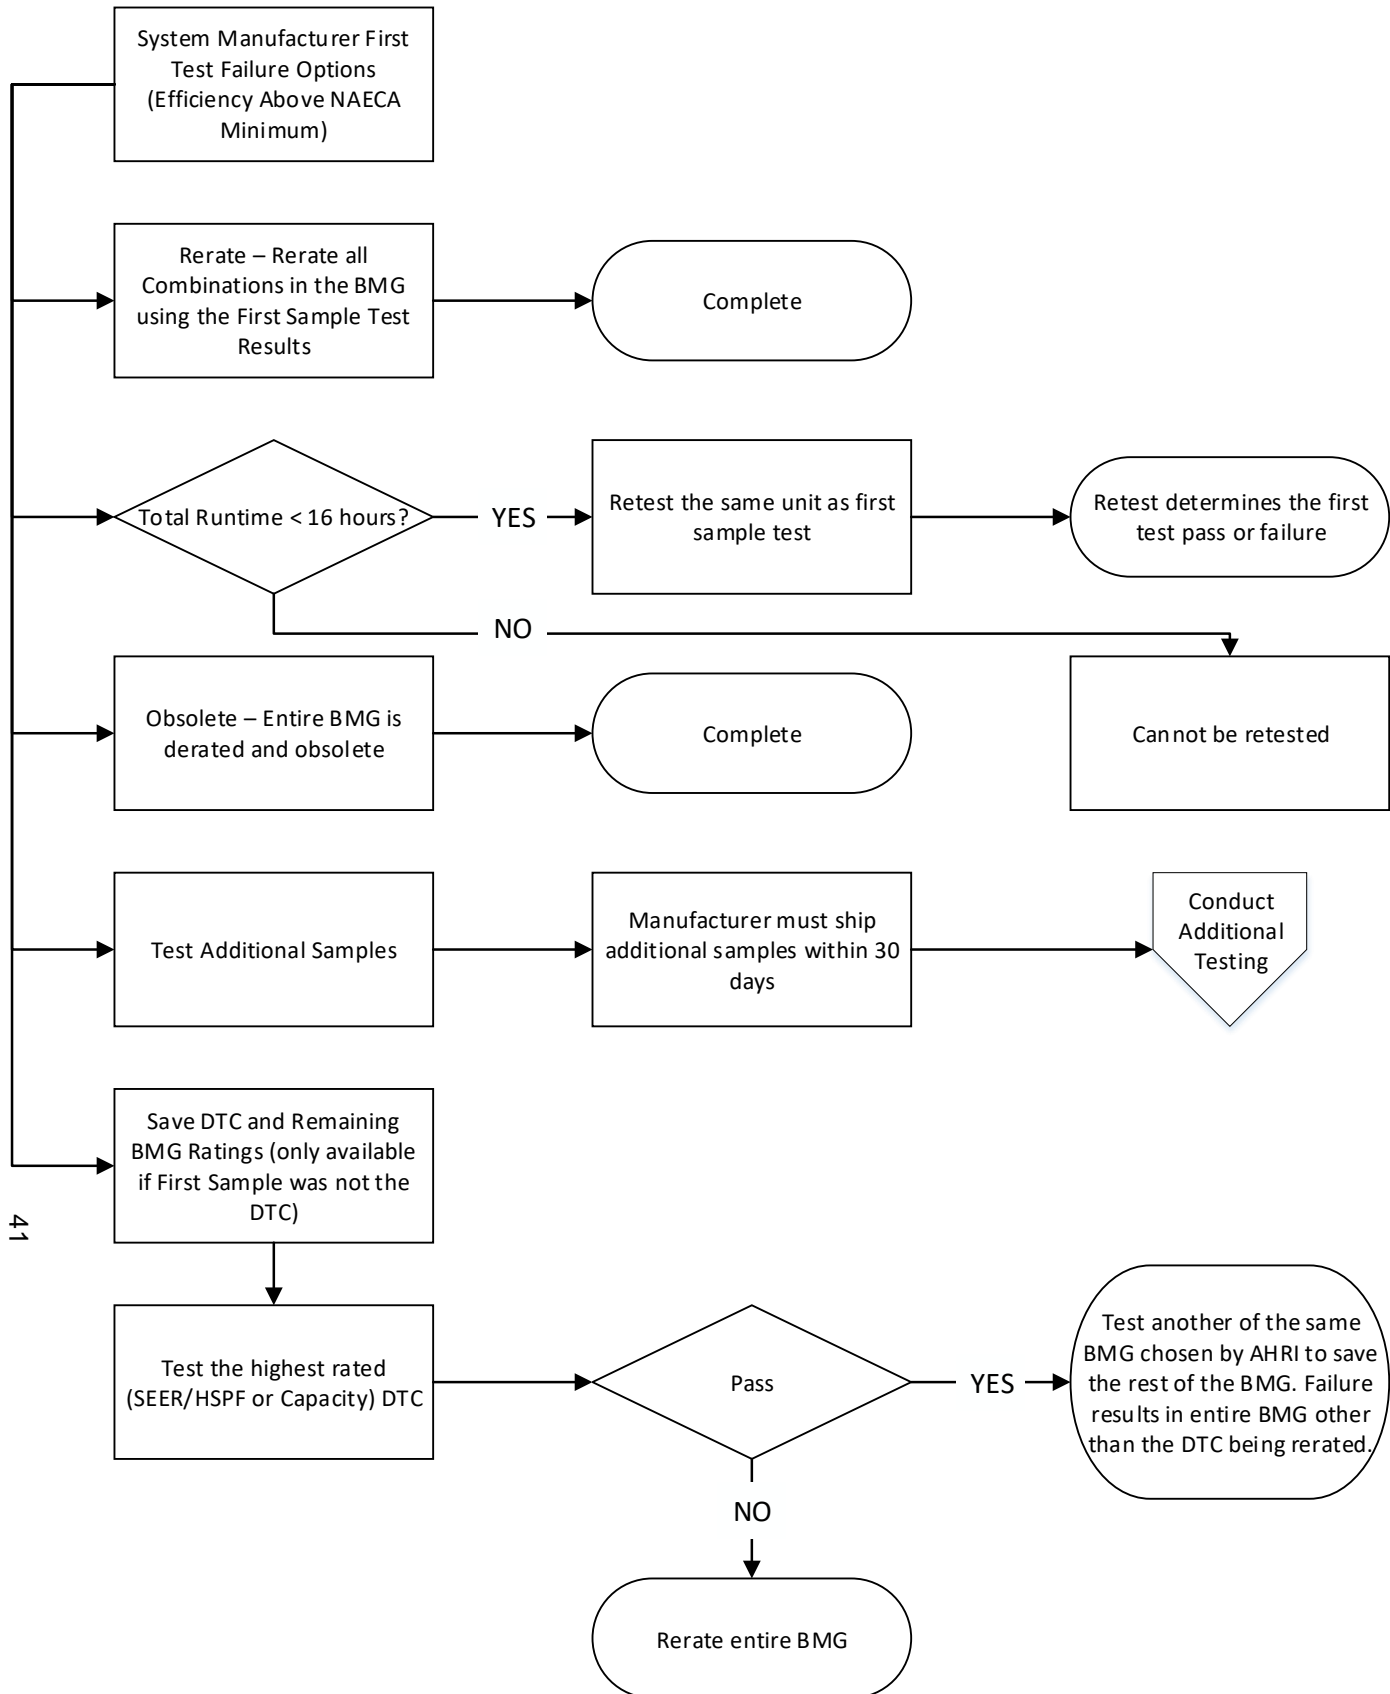 System Manufacturer First
Test Failure Options
(Efficiency Above NAECA
Minimum)
Rerate – Rerate all
Combinations in the BMG
using the First Sample Test
Results
Complete
Total Runtime < 16 hours?
YES
Retest the same unit as first
sample test
Retest determines the first
test pass or failure
NO
Obsolete – Entire BMG is
derated and obsolete
Complete
Cannot be retested
Test Additional Samples
Manufacturer must ship
additional samples within 30
days
Conduct
Additional
Testing
Save DTC and Remaining
BMG Ratings (only available
if First Sample was not the
DTC)
41
Test the highest rated
(SEER/HSPF or Capacity) DTC
Pass
YES
Test another of the same
BMG chosen by AHRI to save
the rest of the BMG. Failure
results in entire BMG other
than the DTC being rerated.
NO
Rerate entire BMG